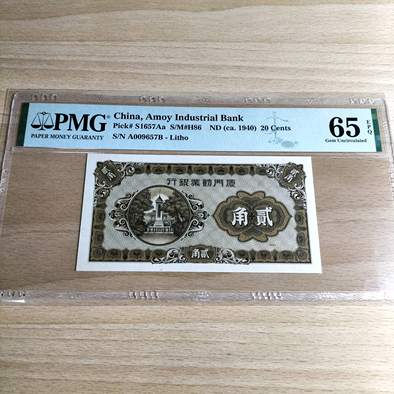 PMG
PAPER MONEY GUARANTY
China, Amoy Industrial Bank
Pick# S1657Aa S/M#H86 ND (ca. 1940) 20 Cents
S/N A009657B - Litho
65 EPQ
Gem Uncirculated
行銀業勸門廈
角貳
角貳